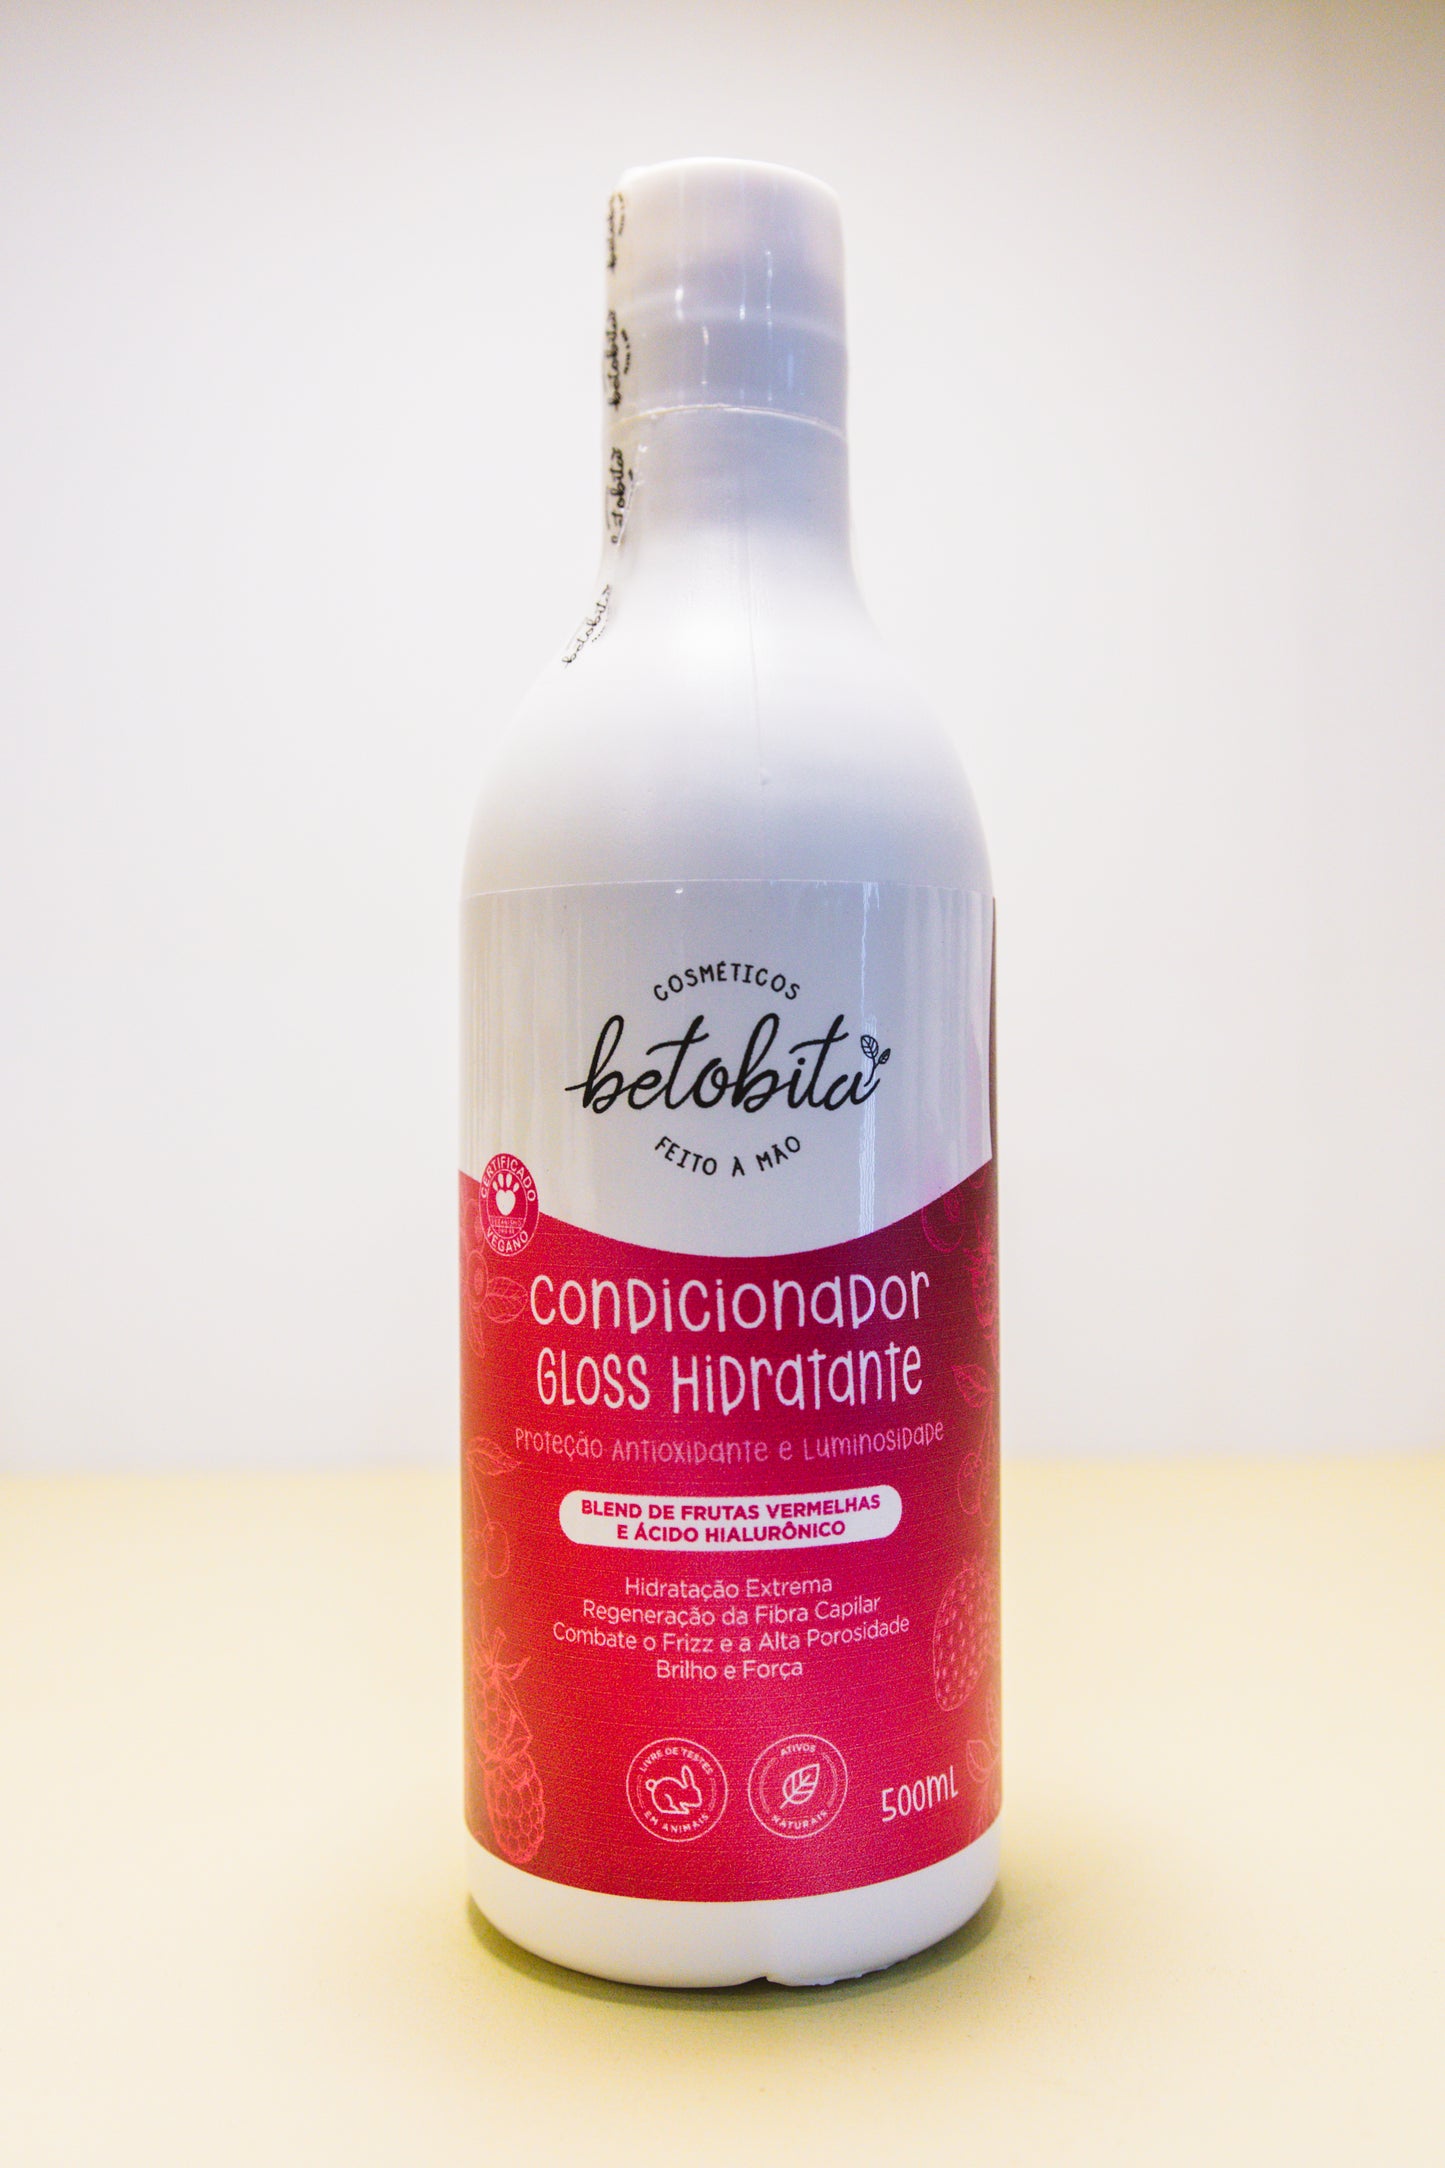 betobita
betobita
COSMÉTICOS
betobita
FEITO À MÃO
CERTIFICADO
VEGANO
CONDICIONADOR
GLOSS HIDRATANTE
PROTEÇÃO ANTIOXIDANTE E LUMINOSIDADE
BLEND DE FRUTAS VERMELHAS
E ÁCIDO HIALURÔNICO
Hidratação Extrema
Regeneração da Fibra Capilar
Combate o Frizz e a Alta Porosidade
Brilho e Força
LIVRE DE TESTES
EM ANIMAIS
ATIVOS
NATURAIS
500mL